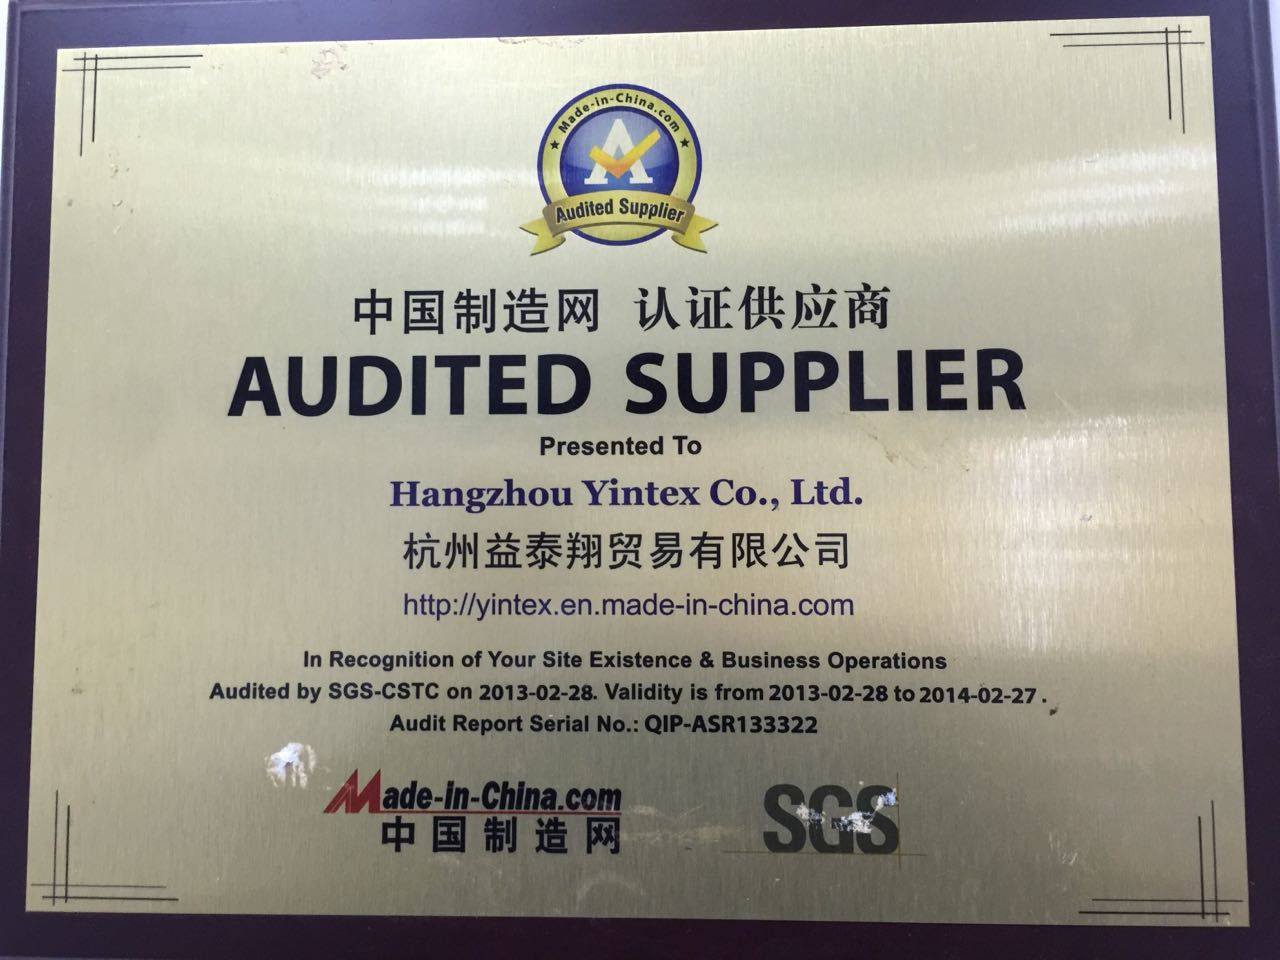 Made-in-China.com
A
Audited Supplier
中国制造网 认证供应商
AUDITED SUPPLIER
Presented To
Hangzhou Yintex Co., Ltd.
杭州益泰翔贸易有限公司
http://yintex.en.made-in-china.com
In Recognition of Your Site Existence & Business Operations
Audited by SGS-CSTC on 2013-02-28. Validity is from 2013-02-28 to 2014-02-27 .
Audit Report Serial No.: QIP-ASR133322
Made-in-China.com
中国制造网
SGS